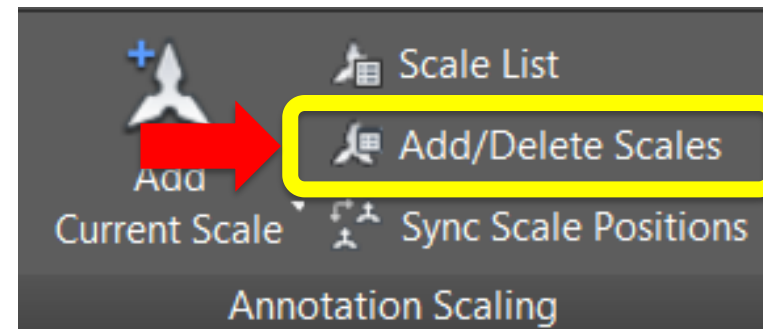 Add
Current Scale
Scale List
Add/Delete Scales
Sync Scale Positions
Annotation Scaling